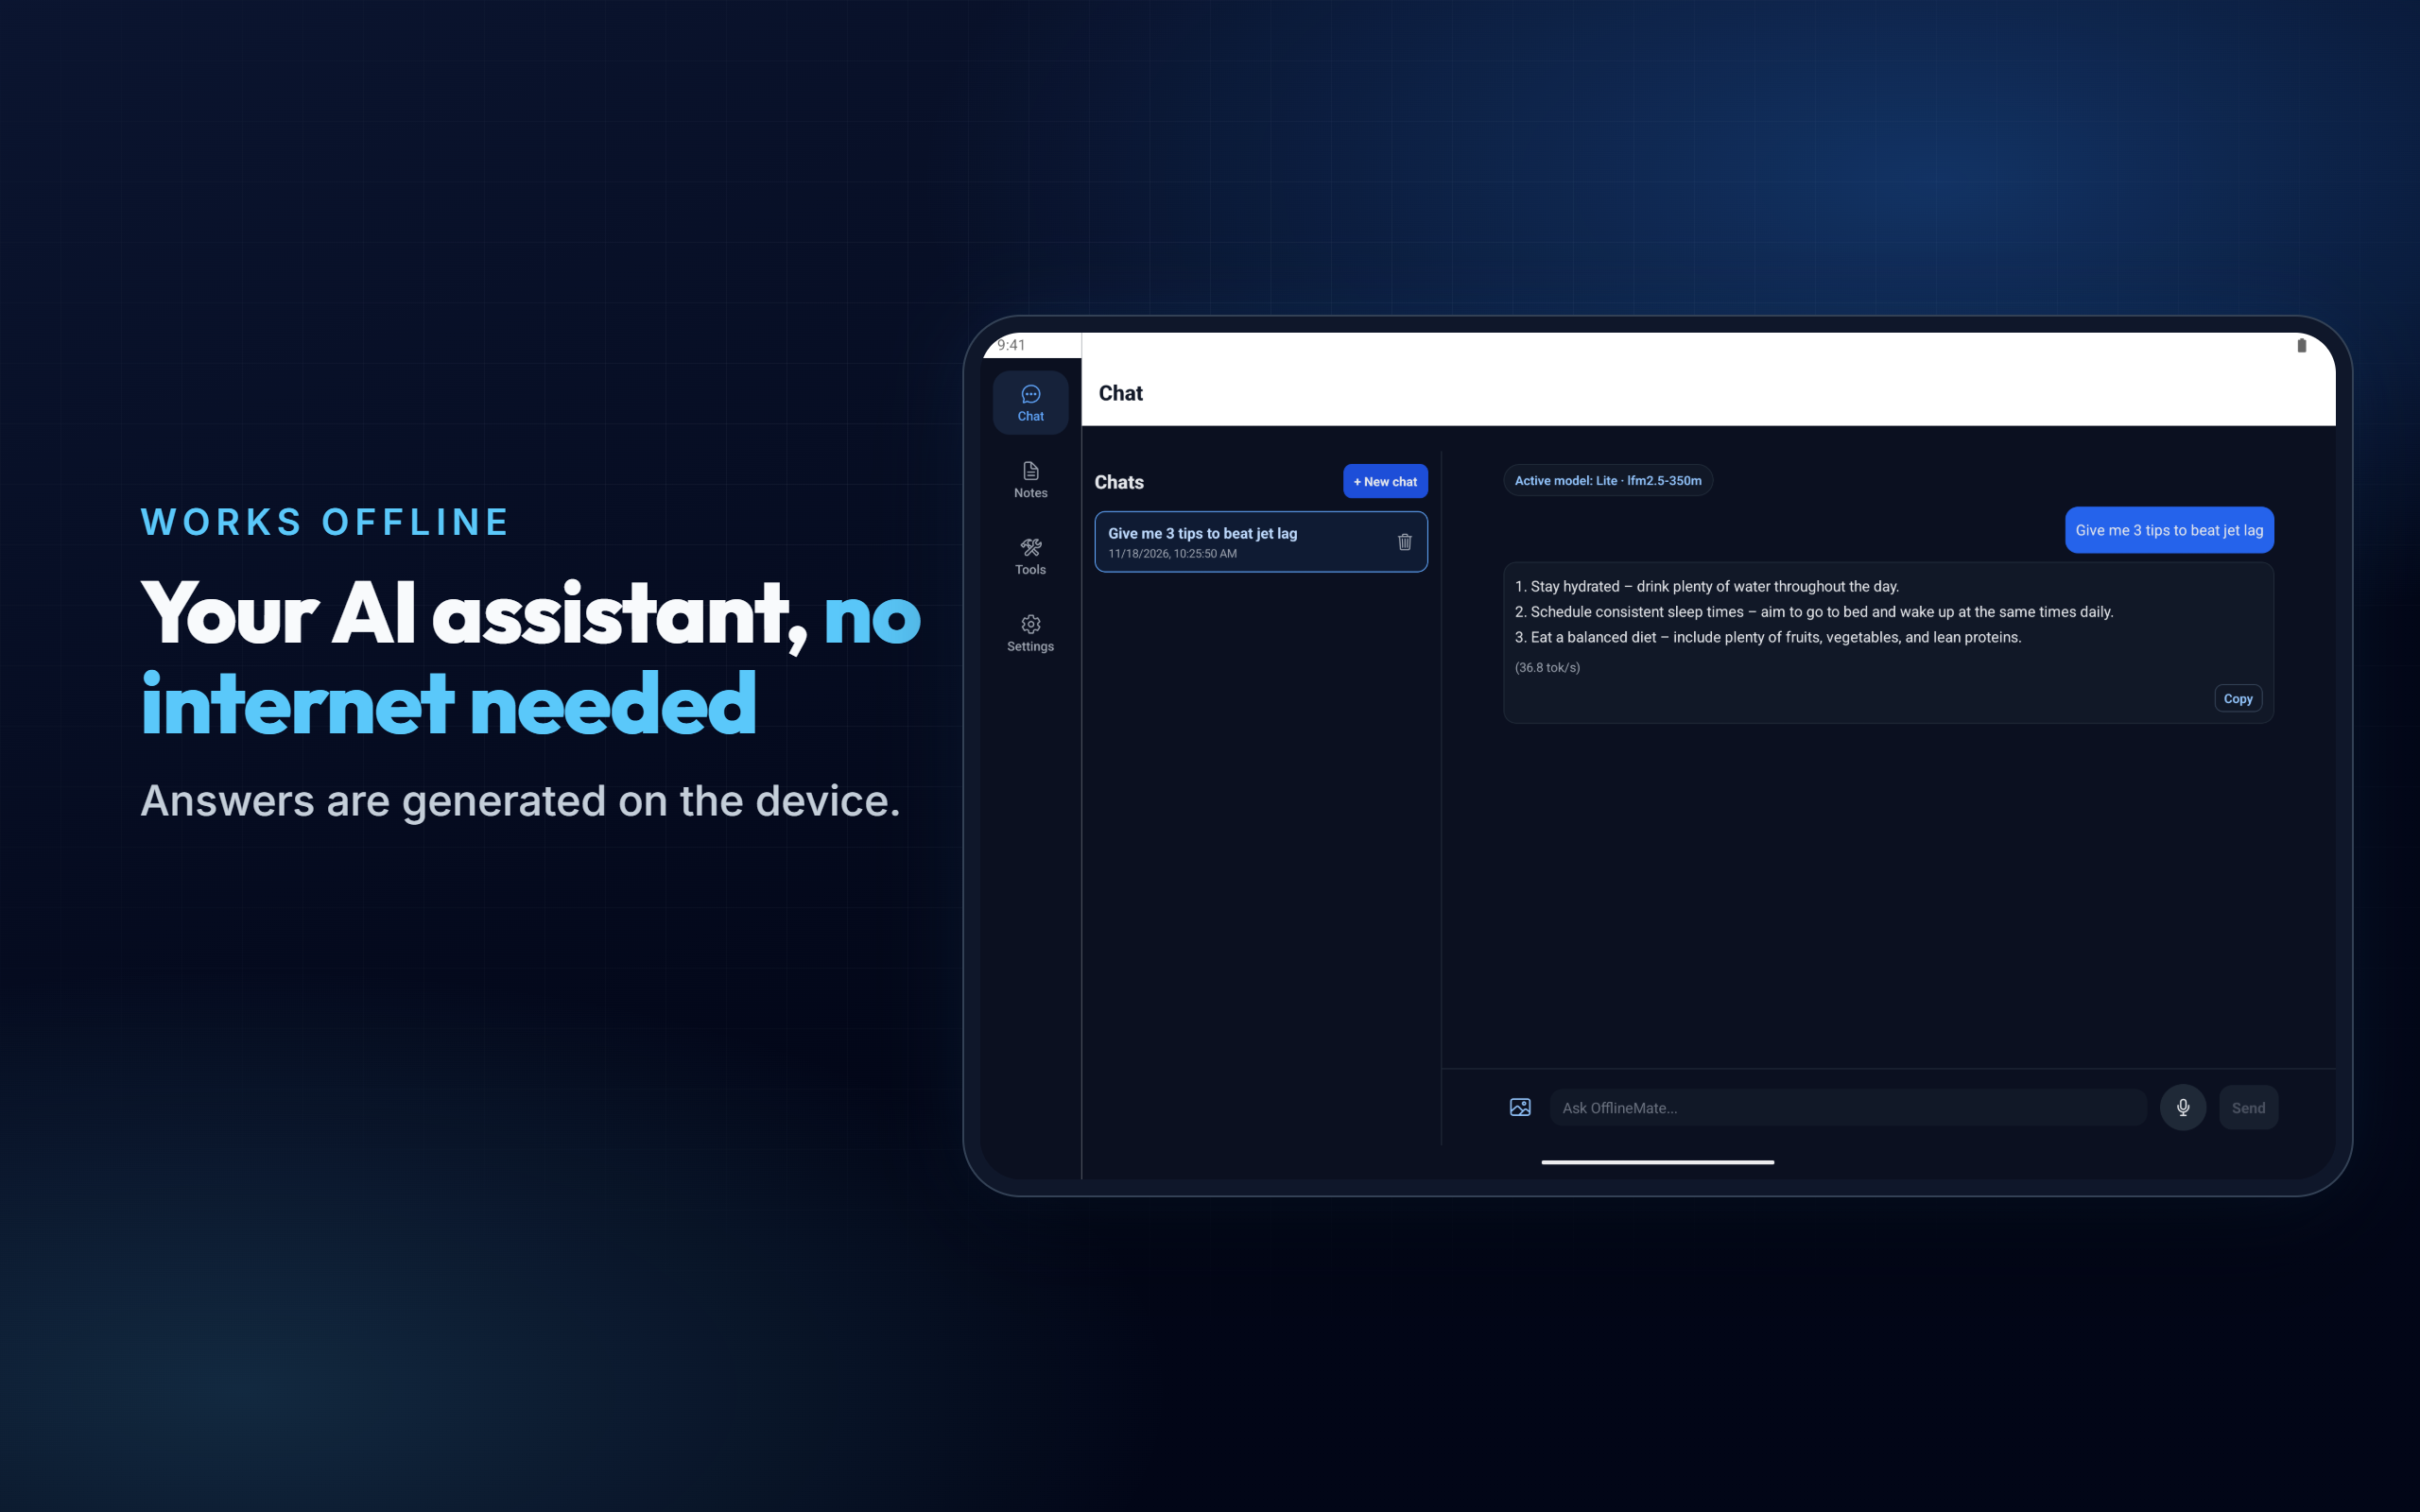 WORKS OFFLINE
Your AI assistant, no
internet needed
Answers are generated on the device.
9:41
Chat
Notes
Tools
Settings
Chat
Chats
+ New chat
Give me 3 tips to beat jet lag
11/18/2026, 10:25:50 AM
Active model: Lite · lfm2.5-350m
Give me 3 tips to beat jet lag
1. Stay hydrated – drink plenty of water throughout the day.
2. Schedule consistent sleep times – aim to go to bed and wake up at the same times daily.
3. Eat a balanced diet – include plenty of fruits, vegetables, and lean proteins.
(36.8 tok/s)
Copy
Ask OfflineMate...
Send